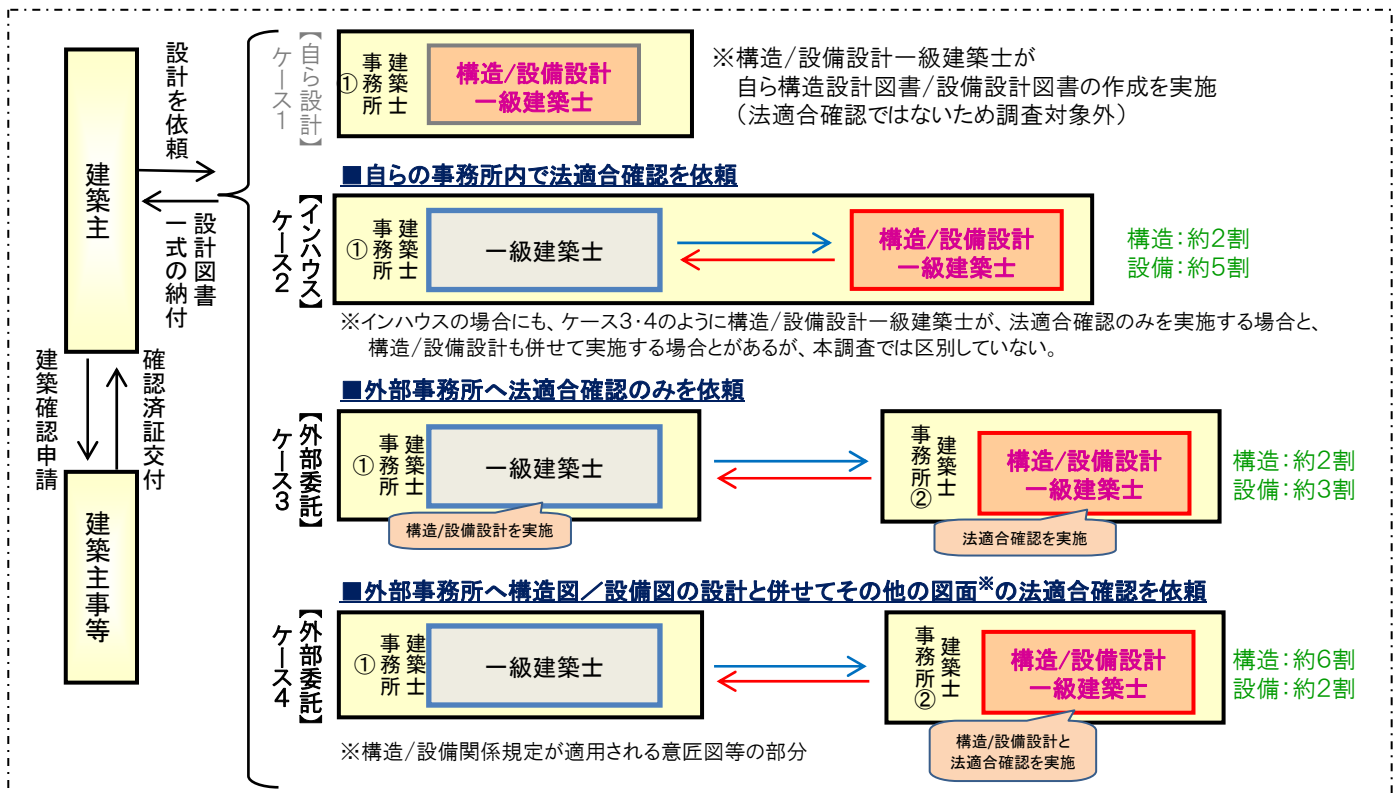 建築主
設計を依頼
設計図書
一式の納付
建築確認申請
確認済証交付
建築主事等
ケース1
【自ら設計】
建築士
事務所
①
構造/設備設計
一級建築士
※構造/設備設計一級建築士が
自ら構造設計図書/設備設計図書の作成を実施
（法適合確認ではないため調査対象外）
■自らの事務所内で法適合確認を依頼
ケース2
【インハウス】
建築士
事務所
①
一級建築士
構造/設備設計
一級建築士
構造：約2割
設備：約5割
※インハウスの場合にも、ケース3・4のように構造/設備設計一級建築士が、法適合確認のみを実施する場合と、
構造/設備設計も併せて実施する場合とがあるが、本調査では区別していない。
■外部事務所へ法適合確認のみを依頼
ケース3
【外部委託】
建築士
事務所
①
一級建築士
構造/設備設計を実施
建築士
事務所②
構造/設備設計
一級建築士
法適合確認を実施
構造：約2割
設備：約3割
■外部事務所へ構造図／設備図の設計と併せてその他の図面※の法適合確認を依頼
ケース4
【外部委託】
建築士
事務所
①
一級建築士
建築士
事務所②
構造/設備設計
一級建築士
構造/設備設計と
法適合確認を実施
構造：約6割
設備：約2割
※構造/設備関係規定が適用される意匠図等の部分